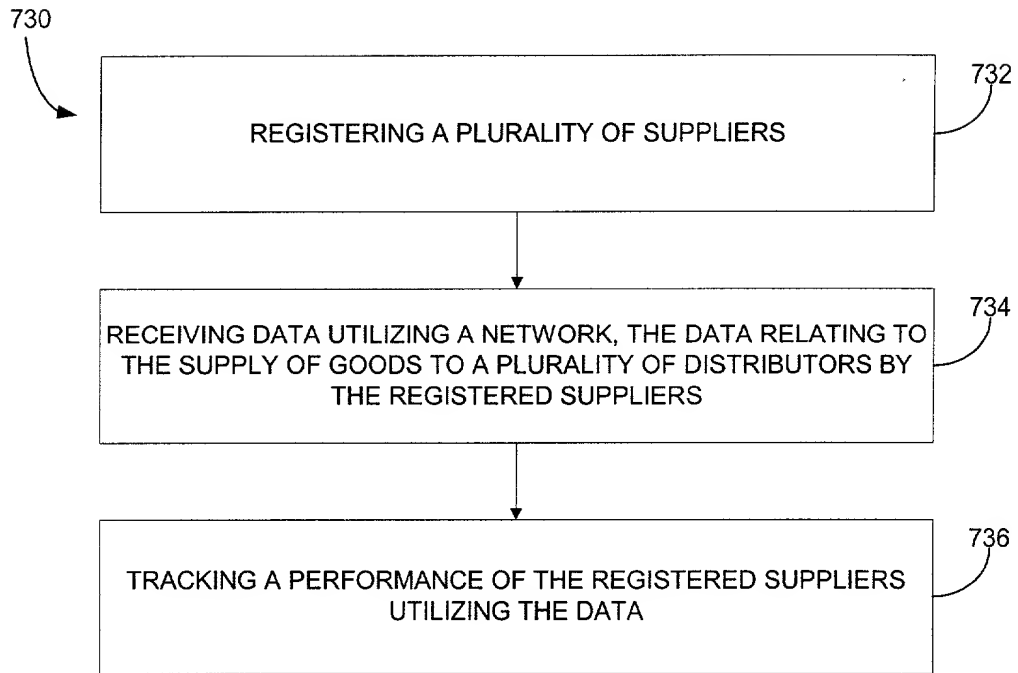 730
732
REGISTERING A PLURALITY OF SUPPLIERS
734
RECEIVING DATA UTILIZING A NETWORK, THE DATA RELATING TO
THE SUPPLY OF GOODS TO A PLURALITY OF DISTRIBUTORS BY
THE REGISTERED SUPPLIERS
736
TRACKING A PERFORMANCE OF THE REGISTERED SUPPLIERS
UTILIZING THE DATA